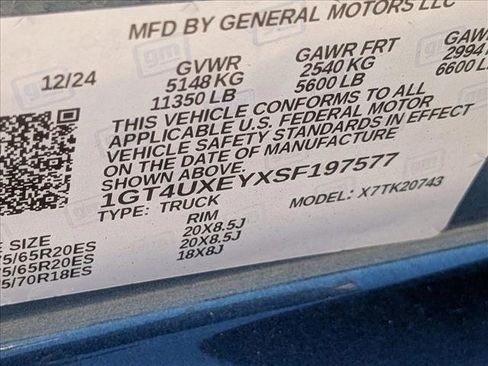 MFD BY GENERAL MOTORS LLC
12/24 GVWR GAWR FRT GAW
5148 KG 2540 KG 2994
11350 LB 5600 LB 6600 L
THIS VEHICLE CONFORMS TO ALL
APPLICABLE U.S. FEDERAL MOTOR
VEHICLE SAFETY STANDARDS IN EFFECT
ON THE DATE OF MANUFACTURE
SHOWN ABOVE.
1GT4UXEYXSF197577
TYPE: TRUCK MODEL: X7TK20743
E SIZE RIM
5/65R20ES 20X8.5J
5/65R20ES 20X8.5J
5/70R18ES 18X8J
gm